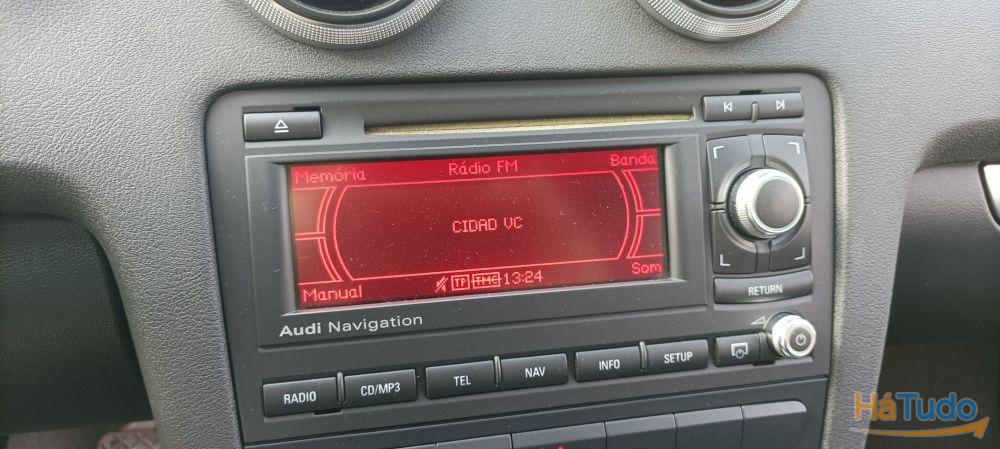 Memória Rádio FM Banda
CIDAD VC
TP TMC 13:24
Manual Som
Audi Navigation
RETURN
RADIO CD/MP3 TEL NAV INFO SETUP
HáTudo